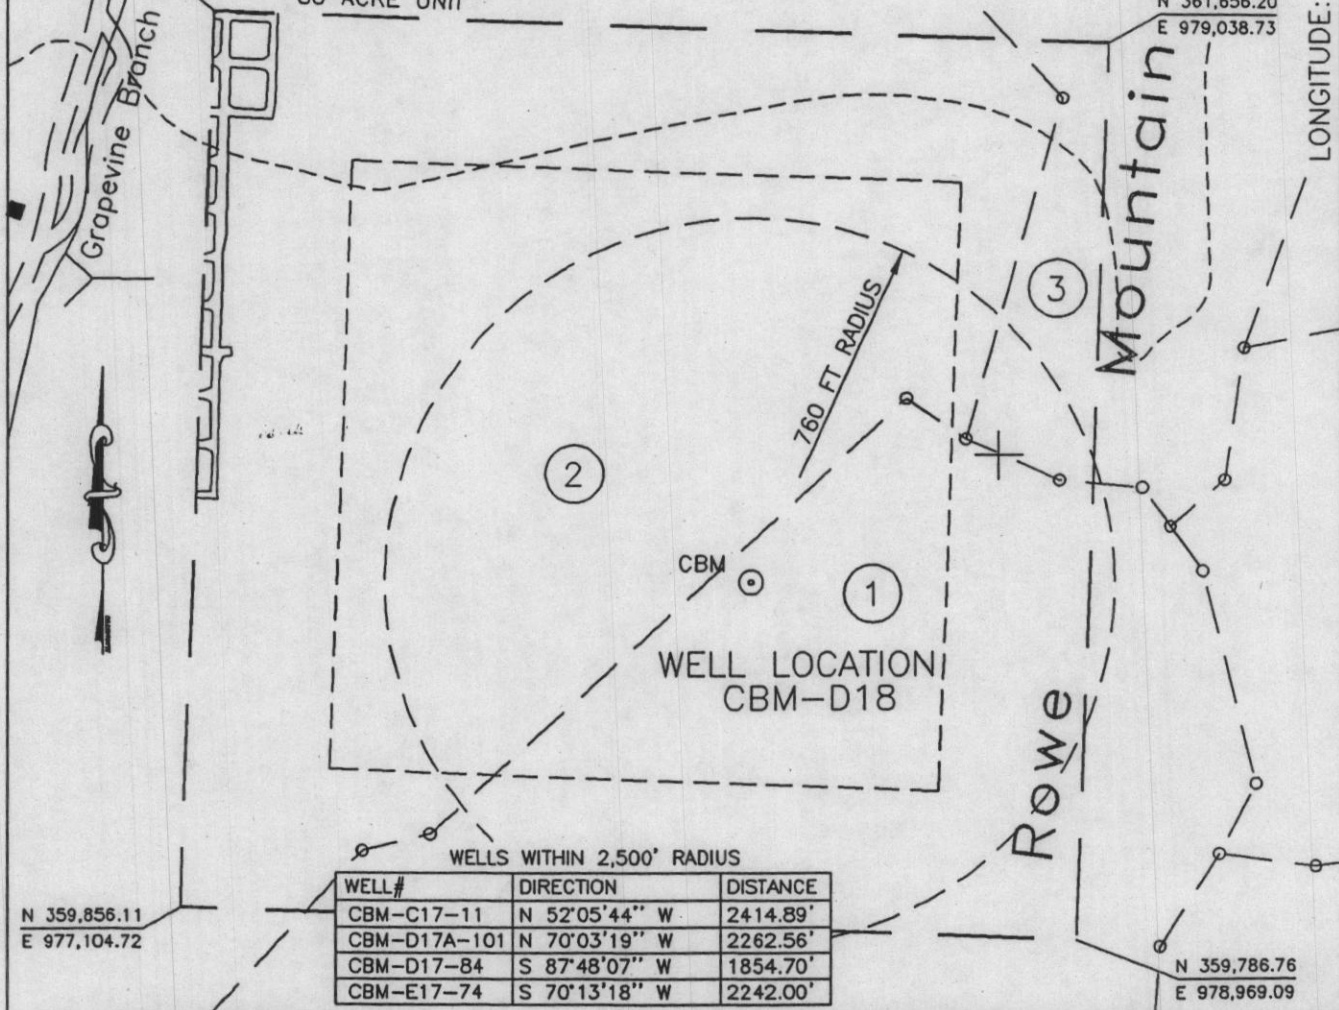 80 ACRE UNIT
N 361,656.20
E 979,038.73
LONGITUDE:
Grapevine Branch
Mountain
3
760 FT RADIUS
2
CBM
1
WELL LOCATION
CBM-D18
Rowe
WELLS WITHIN 2,500' RADIUS
WELL# DIRECTION DISTANCE
CBM-C17-11 N 52°05'44'' W 2414.89'
CBM-D17A-101 N 70°03'19'' W 2262.56'
CBM-D17-84 S 87°48'07'' W 1854.70'
CBM-E17-74 S 70°13'18'' W 2242.00'
N 359,856.11
E 977,104.72
N 359,786.76
E 978,969.09